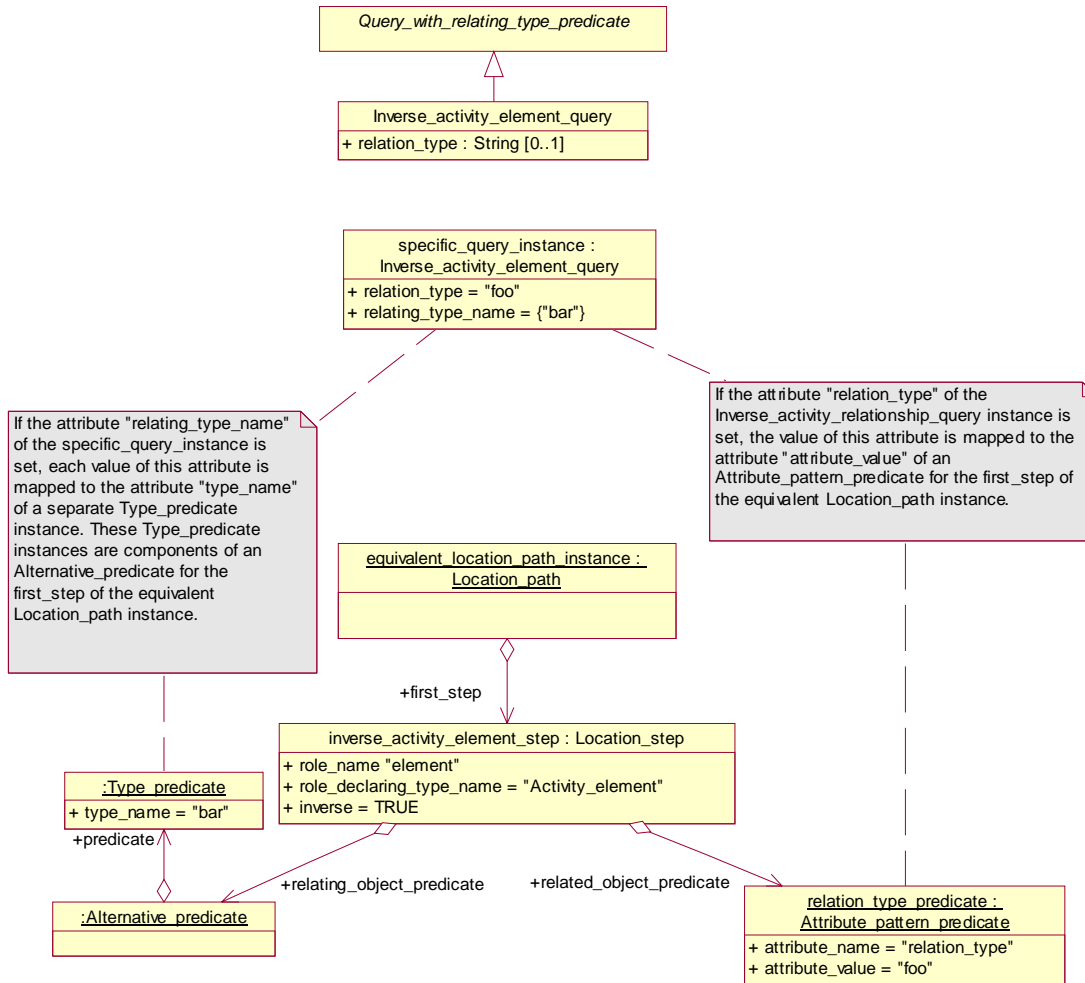 Query_with_relating_type_predicate
Inverse_activity_element_query
+ relation_type : String [0..1]
specific_query_instance :
Inverse_activity_element_query
+ relation_type = "foo"
+ relating_type_name = {"bar"}
If the attribute "relating_type_name"
of the specific_query_instance is
set, each value of this attribute is
mapped to the attribute "type_name"
of a separate Type_predicate
instance. These Type_predicate
instances are components of an
Alternative_predicate for the
first_step of the equivalent
Location_path instance.
If the attribute "relation_type" of the
Inverse_activity_relationship_query instance is
set, the value of this attribute is mapped to the
attribute "attribute_value" of an
Attribute_pattern_predicate for the first_step of
the equivalent Location_path instance.
equivalent_location_path_instance :
Location_path
+first_step
inverse_activity_element_step : Location_step
+ role_name "element"
+ role_declaring_type_name = "Activity_element"
+ inverse = TRUE
:Type_predicate
+ type_name = "bar"
+predicate
+relating_object_predicate
+related_object_predicate
:Alternative_predicate
relation_type_predicate :
Attribute_pattern_predicate
+ attribute_name = "relation_type"
+ attribute_value = "foo"